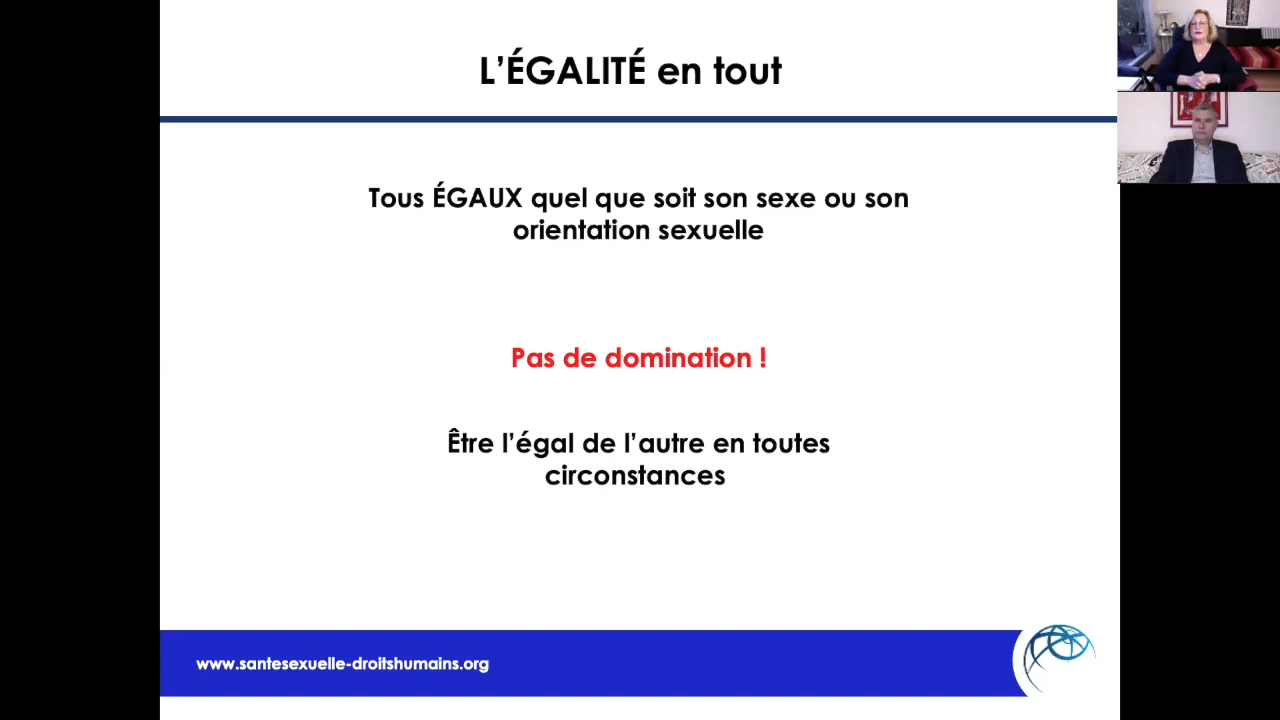 L’ÉGALITÉ en tout
Tous ÉGAUX quel que soit son sexe ou son
orientation sexuelle
Pas de domination !
Être l’égal de l’autre en toutes
circonstances
www.santesexuelle-droitshumains.org